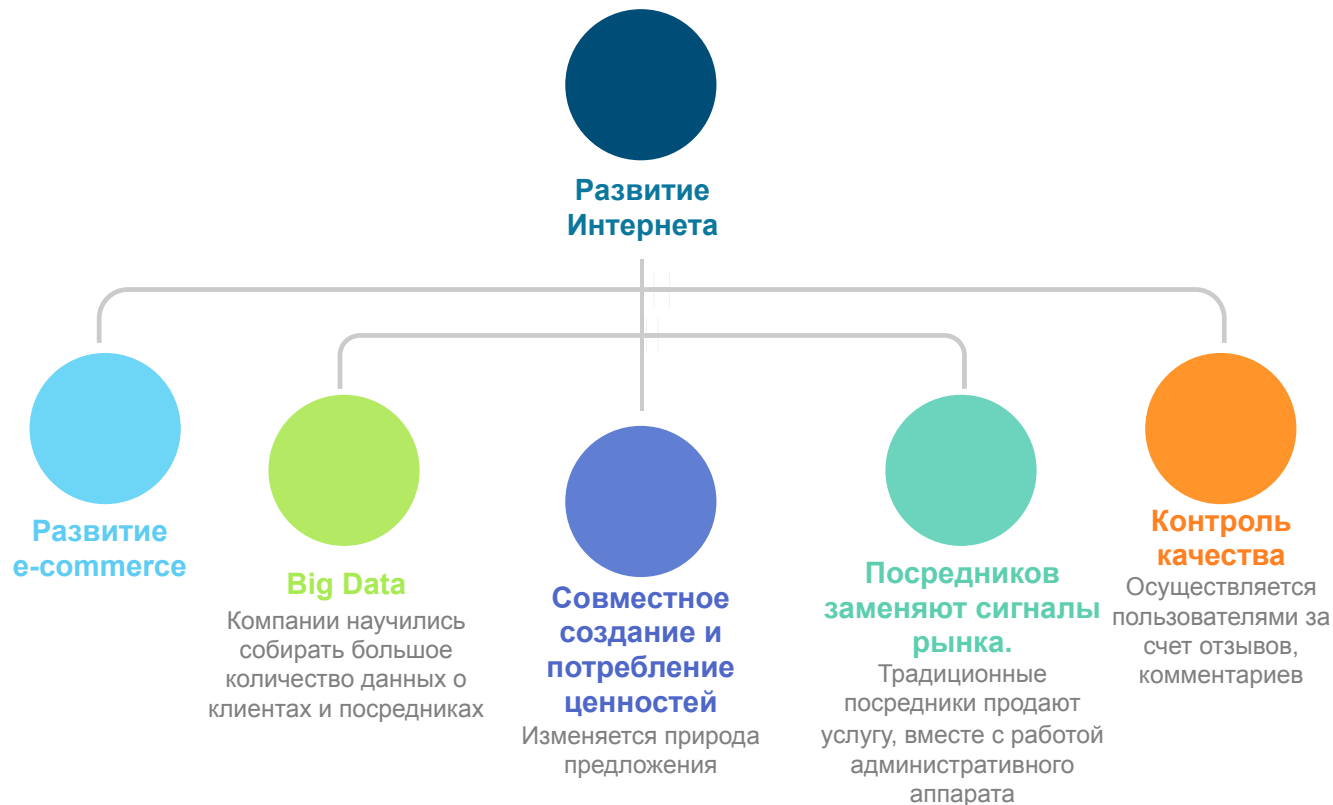 Развитие
Интернета
Развитие
e-commerce
Big Data
Компании научились
собирать большое
количество данных о
клиентах и посредниках
Совместное
создание и
потребление
ценностей
Изменяется природа
предложения
Посредников
заменяют сигналы
рынка.
Традиционные
посредники продают
услугу, вместе с работой
административного
аппарата
Контроль
качества
Осуществляется
пользователями за
счет отзывов,
комментариев